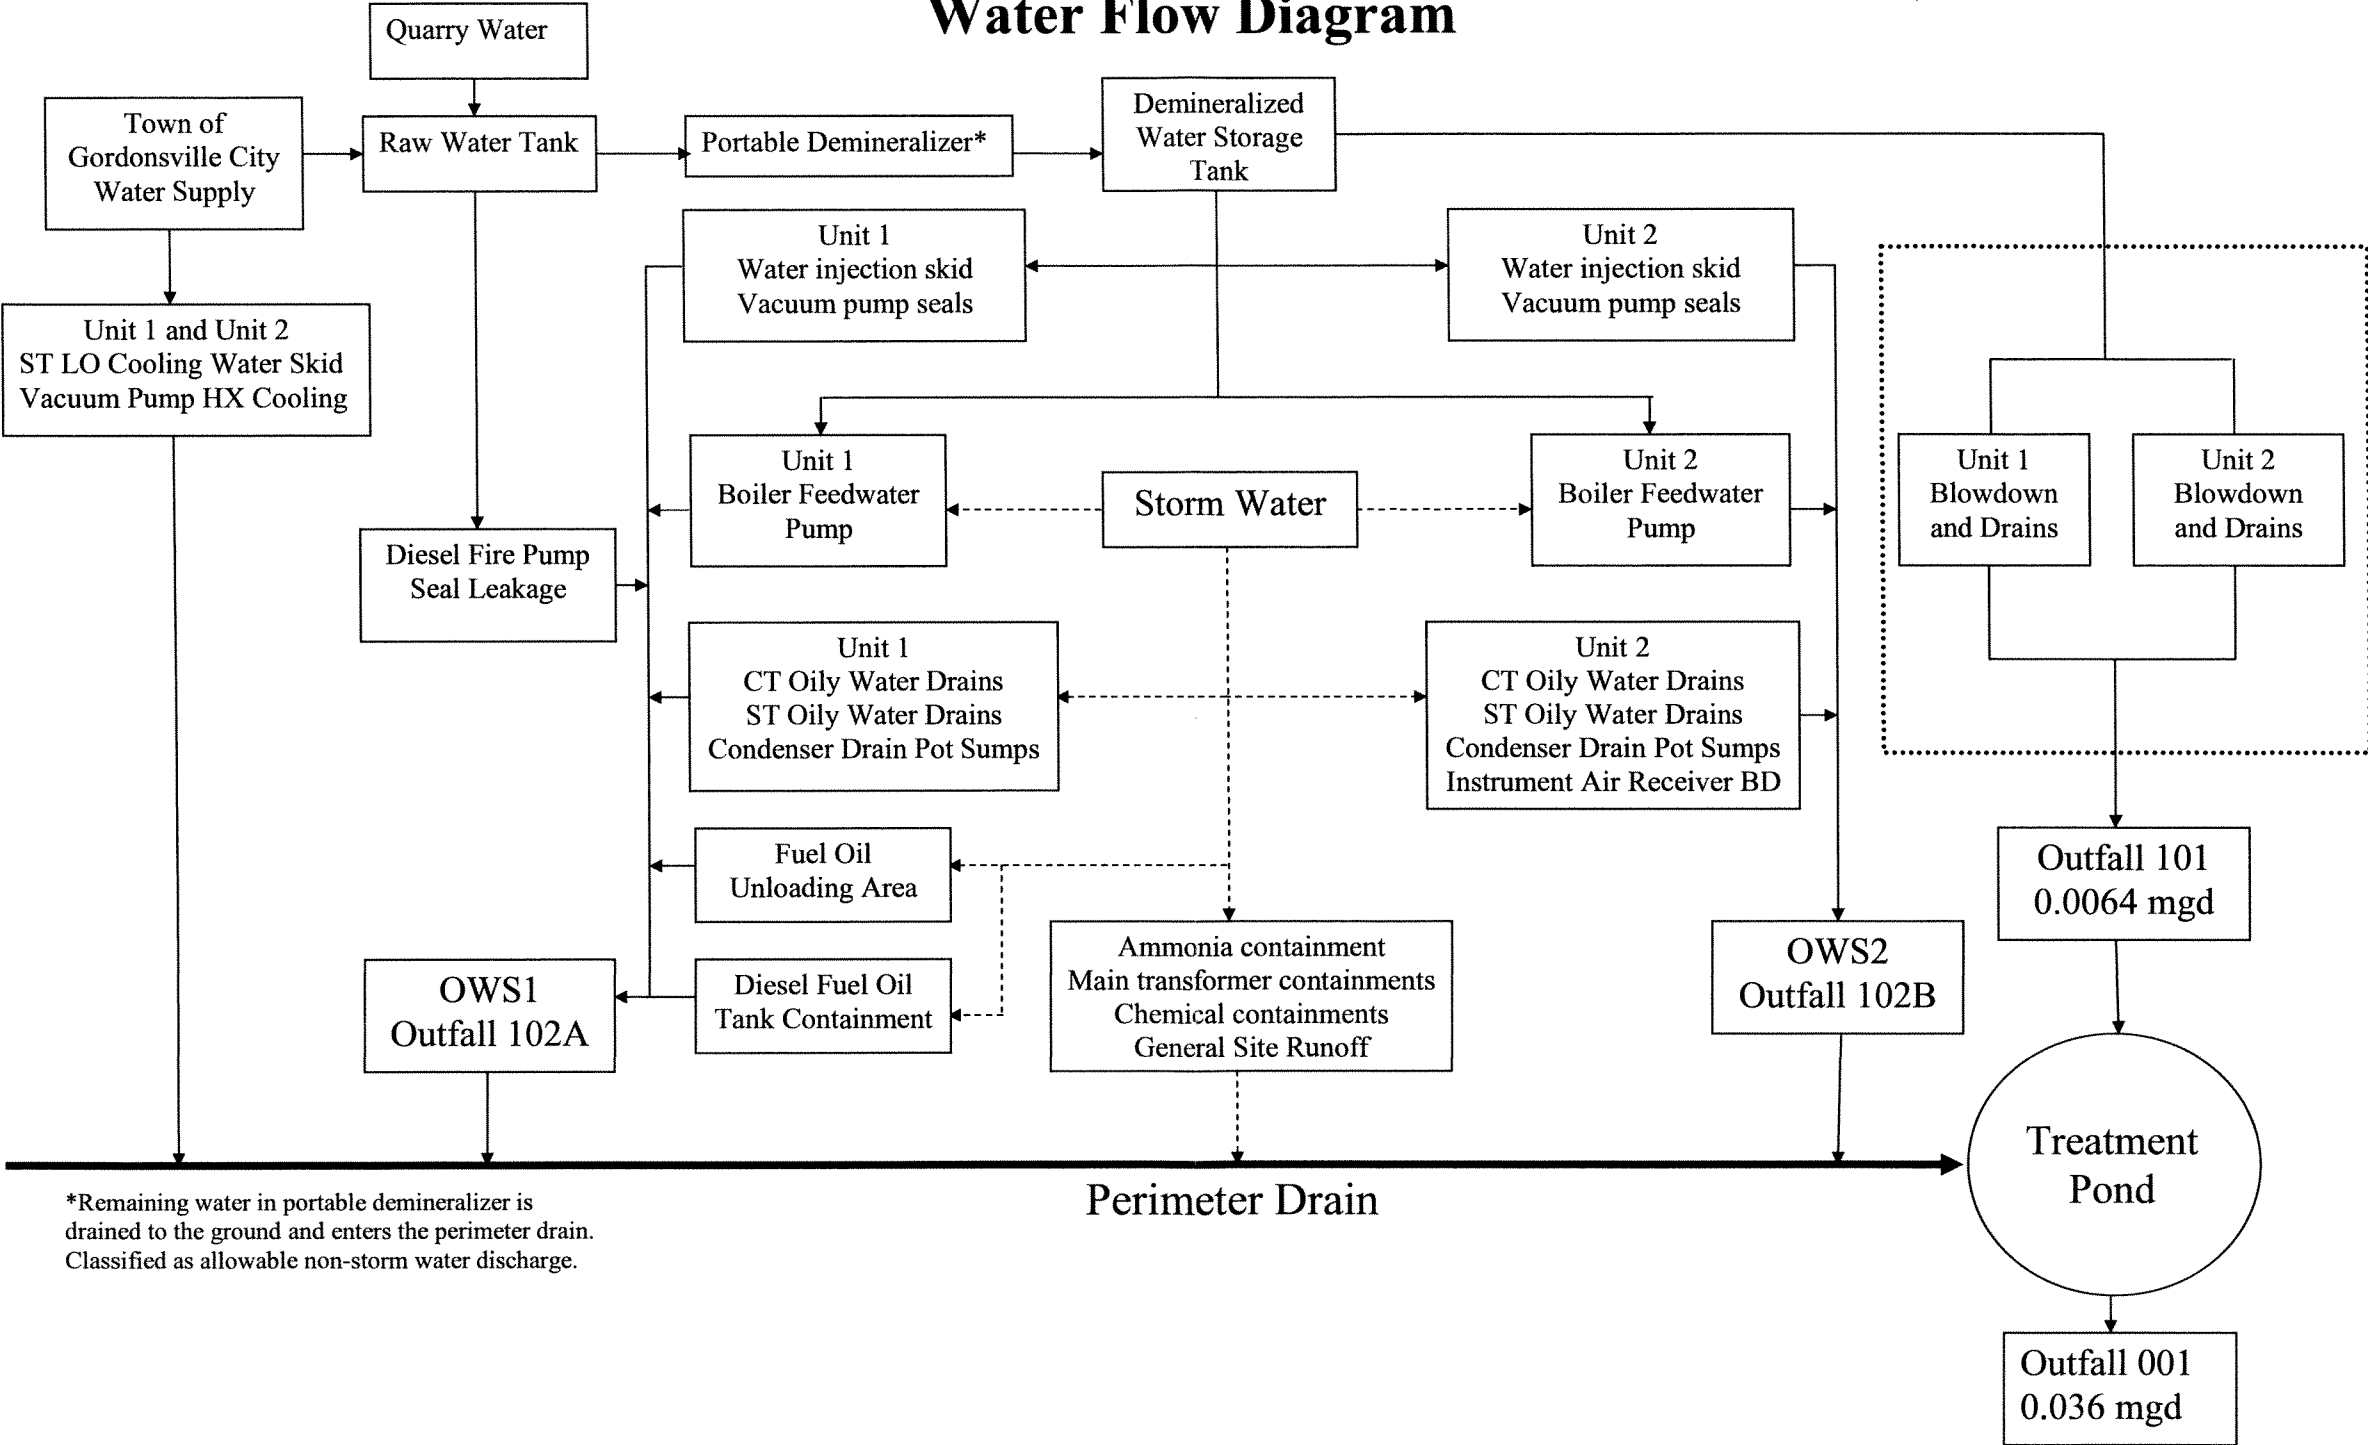 Water Flow Diagram
Quarry Water
Town of
Gordonsville City
Water Supply
Raw Water Tank
Portable Demineralizer*
Demineralized
Water Storage
Tank
Unit 1
Water injection skid
Vacuum pump seals
Unit 2
Water injection skid
Vacuum pump seals
Unit 1 and Unit 2
ST LO Cooling Water Skid
Vacuum Pump HX Cooling
Unit 1
Boiler Feedwater
Pump
Storm Water
Unit 2
Boiler Feedwater
Pump
Unit 1
Blowdown
and Drains
Unit 2
Blowdown
and Drains
Diesel Fire Pump
Seal Leakage
Unit 1
CT Oily Water Drains
ST Oily Water Drains
Condenser Drain Pot Sumps
Unit 2
CT Oily Water Drains
ST Oily Water Drains
Condenser Drain Pot Sumps
Instrument Air Receiver BD
Fuel Oil
Unloading Area
Outfall 101
0.0064 mgd
OWS1
Outfall 102A
Diesel Fuel Oil
Tank Containment
Ammonia containment
Main transformer containments
Chemical containments
General Site Runoff
OWS2
Outfall 102B
Treatment
Pond
Perimeter Drain
*Remaining water in portable demineralizer is
drained to the ground and enters the perimeter drain.
Classified as allowable non-storm water discharge.
Outfall 001
0.036 mgd